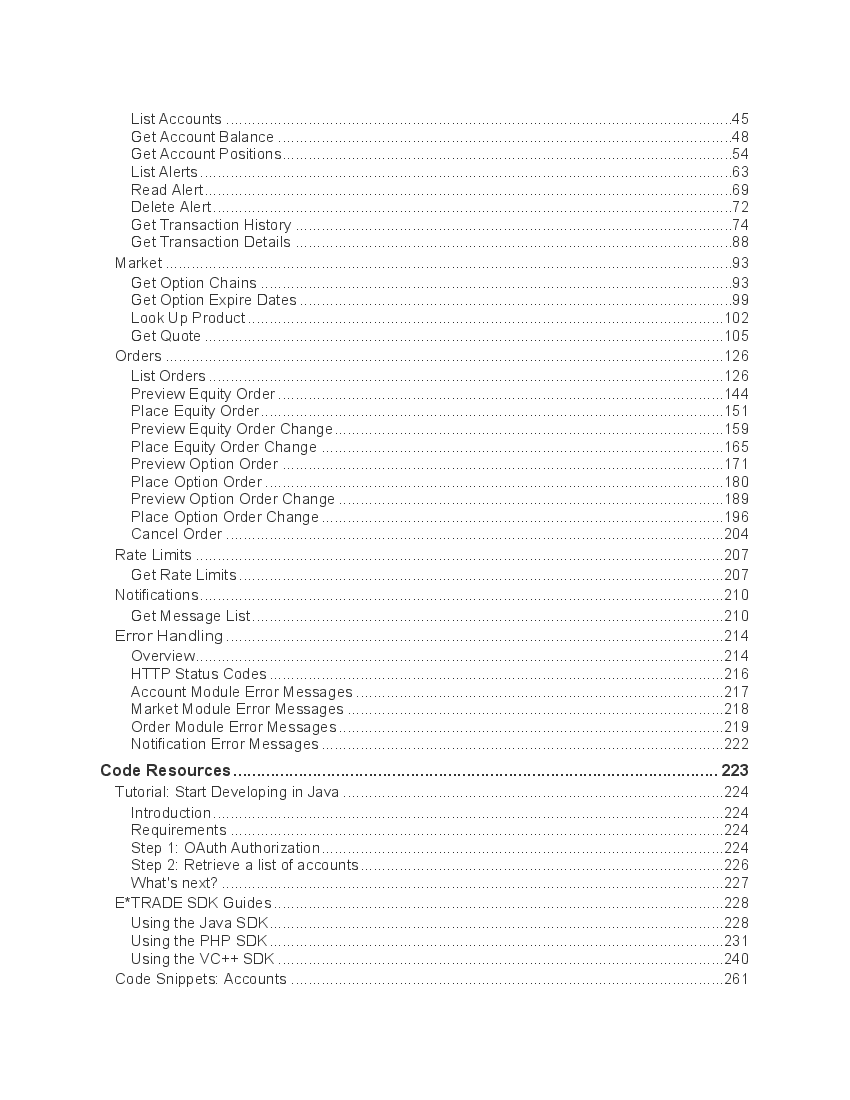 List Accounts ........ 45
Get Account Balance ........ 48
Get Account Positions ........ 54
List Alerts ........ 63
Read Alert ........ 69
Delete Alert ........ 72
Get Transaction History ........ 74
Get Transaction Details ........ 88
Market ........ 93
Get Option Chains ........ 93
Get Option Expire Dates ........ 99
Look Up Product ........ 102
Get Quote ........ 105
Orders ........ 126
List Orders ........ 126
Preview Equity Order ........ 144
Place Equity Order ........ 151
Preview Equity Order Change ........ 159
Place Equity Order Change ........ 165
Preview Option Order ........ 171
Place Option Order ........ 180
Preview Option Order Change ........ 189
Place Option Order Change ........ 196
Cancel Order ........ 204
Rate Limits ........ 207
Get Rate Limits ........ 207
Notifications ........ 210
Get Message List ........ 210
Error Handling ........ 214
Overview ........ 214
HTTP Status Codes ........ 216
Account Module Error Messages ........ 217
Market Module Error Messages ........ 218
Order Module Error Messages ........ 219
Notification Error Messages ........ 222
Code Resources ........ 223
Tutorial: Start Developing in Java ........ 224
Introduction ........ 224
Requirements ........ 224
Step 1: OAuth Authorization ........ 224
Step 2: Retrieve a list of accounts ........ 226
What's next? ........ 227
E*TRADE SDK Guides ........ 228
Using the Java SDK ........ 228
Using the PHP SDK ........ 231
Using the VC++ SDK ........ 240
Code Snippets: Accounts ........ 261